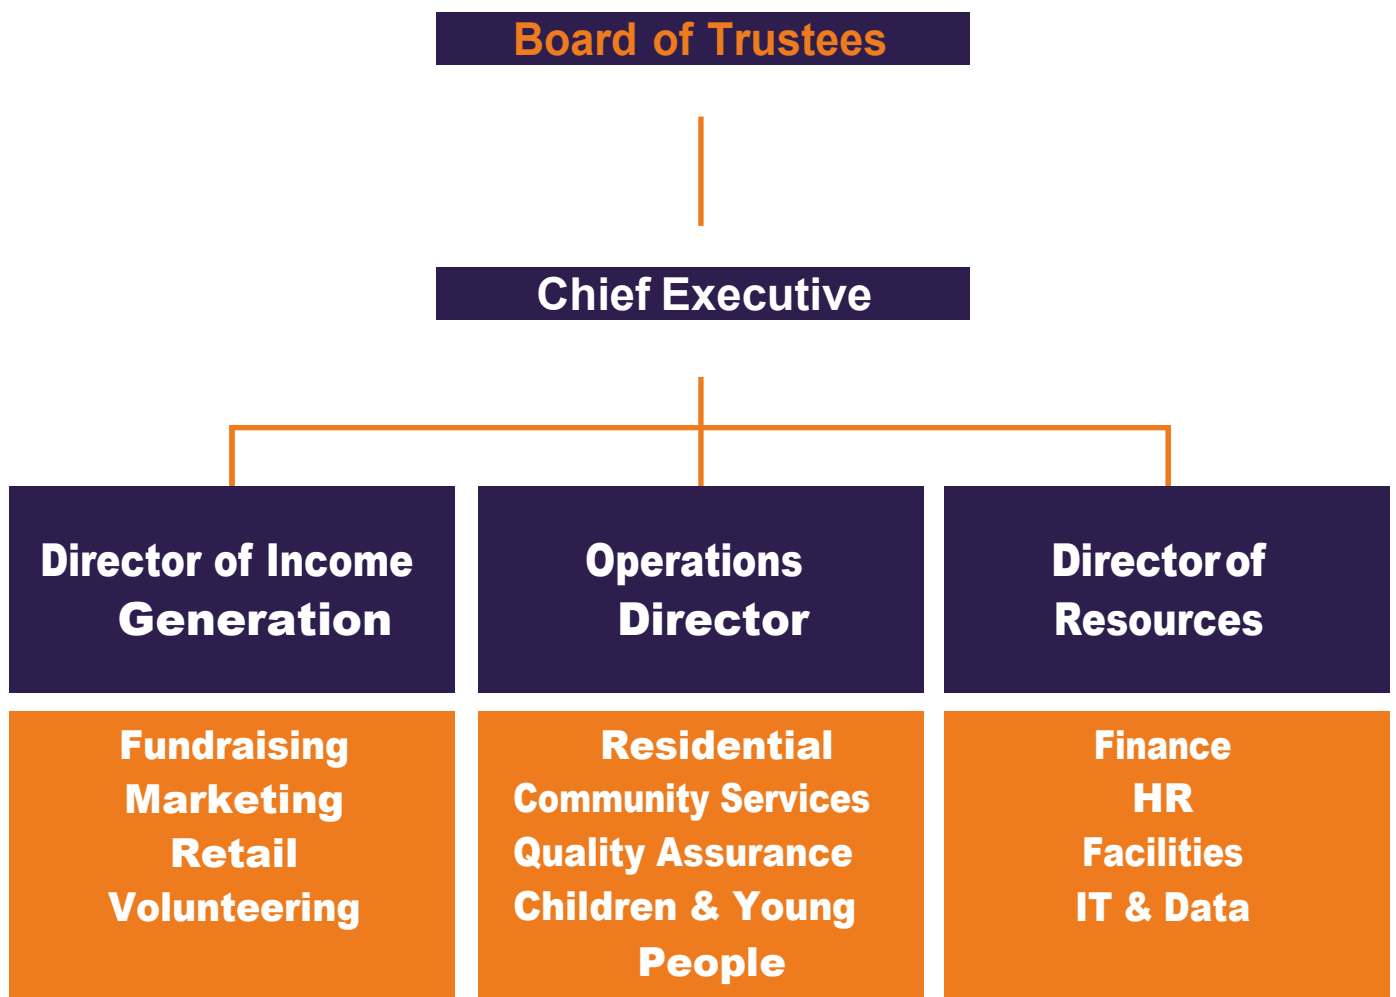 Board of Trustees
Chief Executive
Director of Income
Generation
Operations
Director
Director of
Resources
Fundraising
Marketing
Retail
Volunteering
Residential
Community Services
Quality Assurance
Children & Young
People
Finance
HR
Facilities
IT & Data